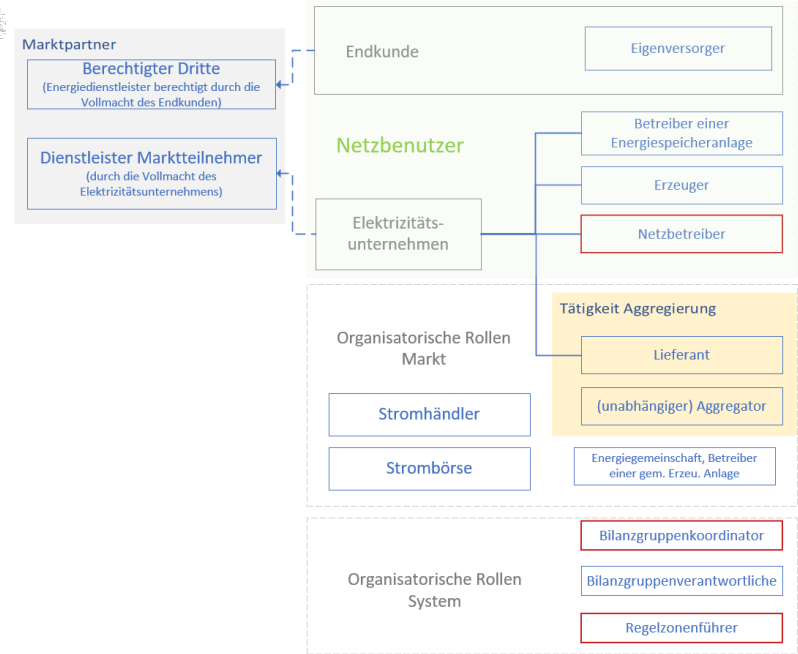 Marktpartner
Berechtigter Dritte
(Energiedienstleister berechtigt durch die
Vollmacht des Endkunden)
Dienstleister Marktteilnehmer
(durch die Vollmacht des
Elektrizitätsunternehmens)
Endkunde
Eigenversorger
Netzbenutzer
Betreiber einer
Energiespeicheranlage
Erzeuger
Elektrizitäts-
unternehmen
Netzbetreiber
Organisatorische Rollen
Markt
Tätigkeit Aggregierung
Lieferant
(unabhängiger) Aggregator
Stromhändler
Strombörse
Energiegemeinschaft, Betreiber
einer gem. Erzeu. Anlage
Organisatorische Rollen
System
Bilanzgruppenkoordinator
Bilanzgruppenverantwortliche
Regelzonenführer